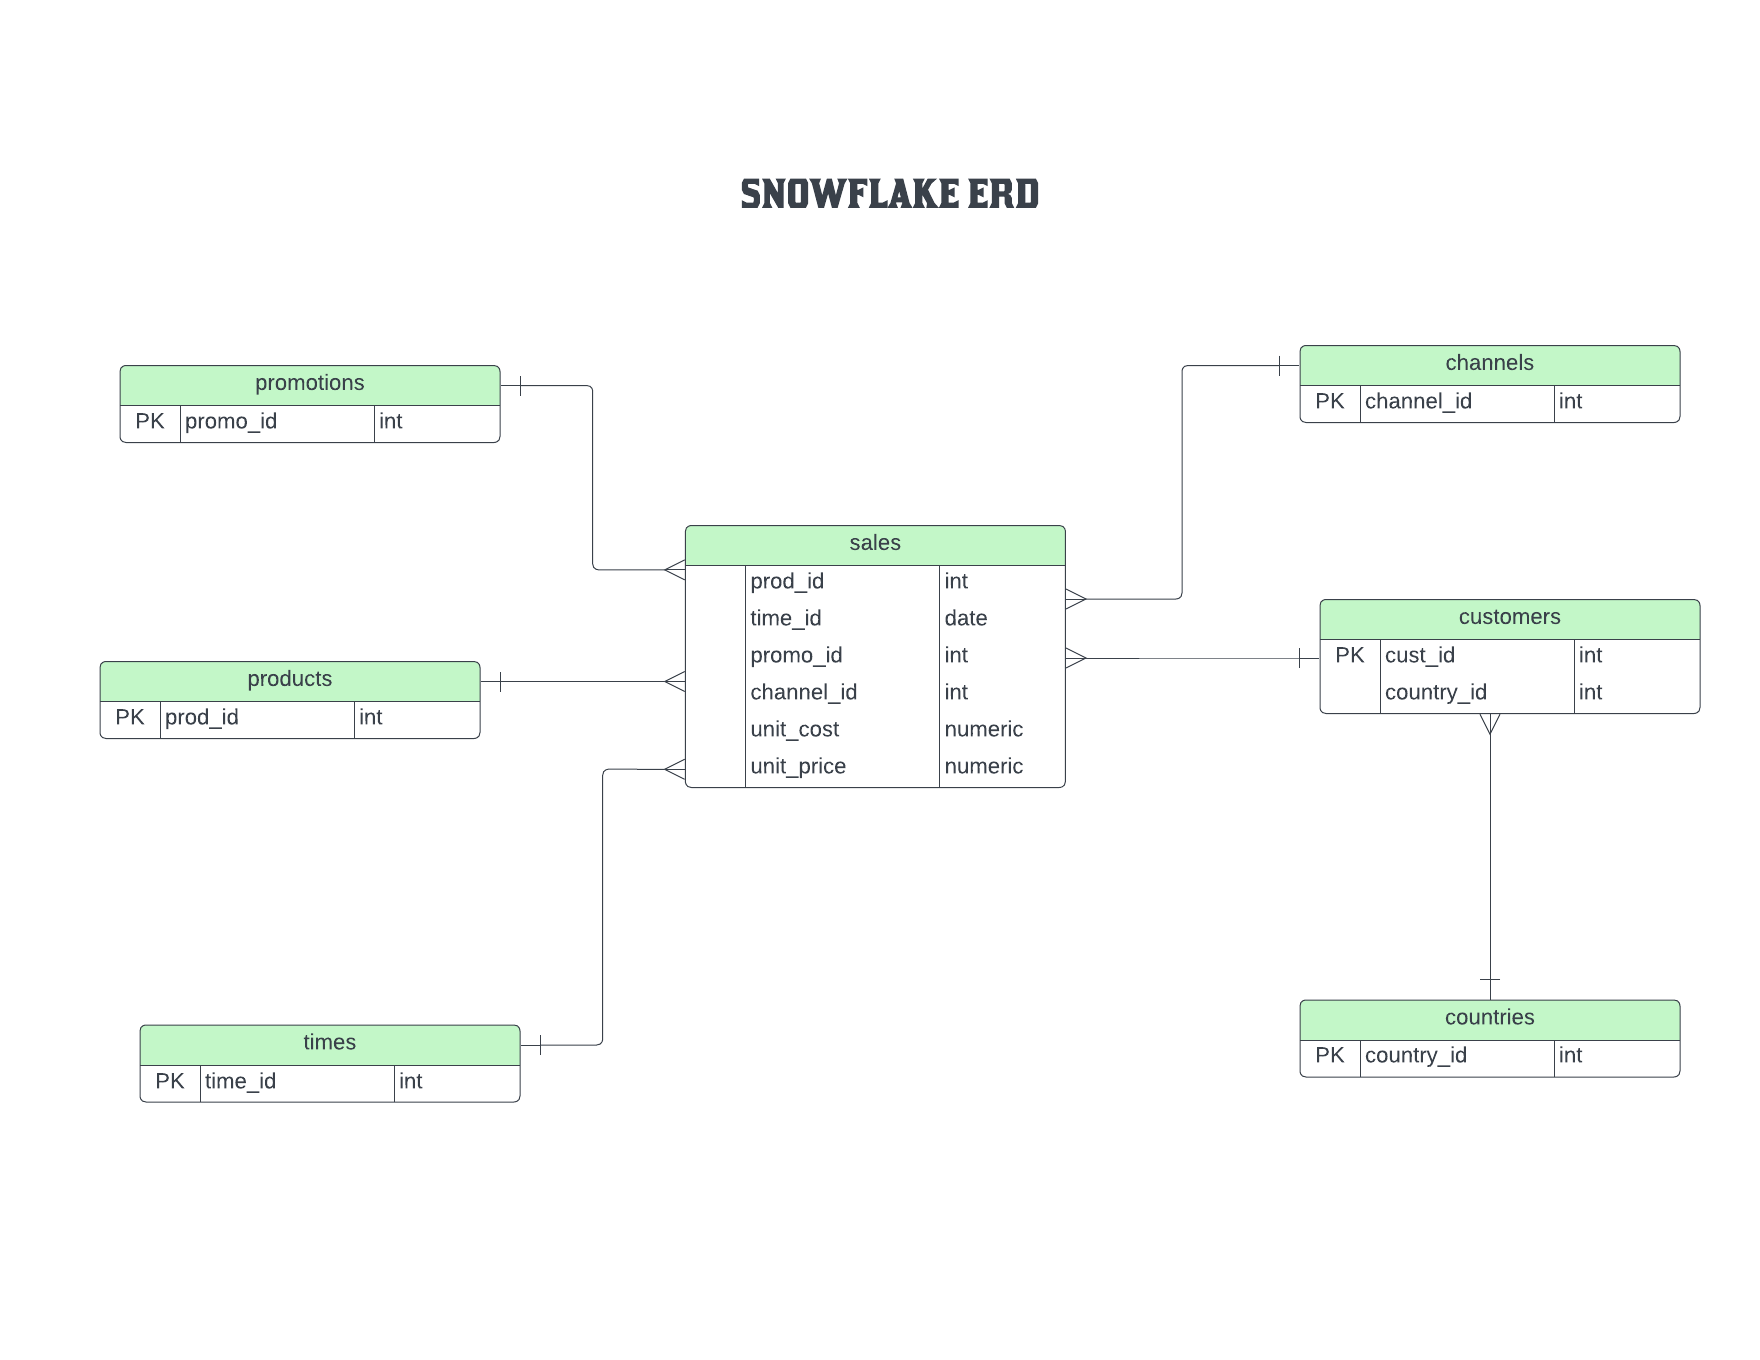 SNOWFLAKE ERD
promotions
PK promo_id int
products
PK prod_id int
times
PK time_id int
sales
prod_id int
time_id date
promo_id int
channel_id int
unit_cost numeric
unit_price numeric
channels
PK channel_id int
customers
PK cust_id int
country_id int
countries
PK country_id int